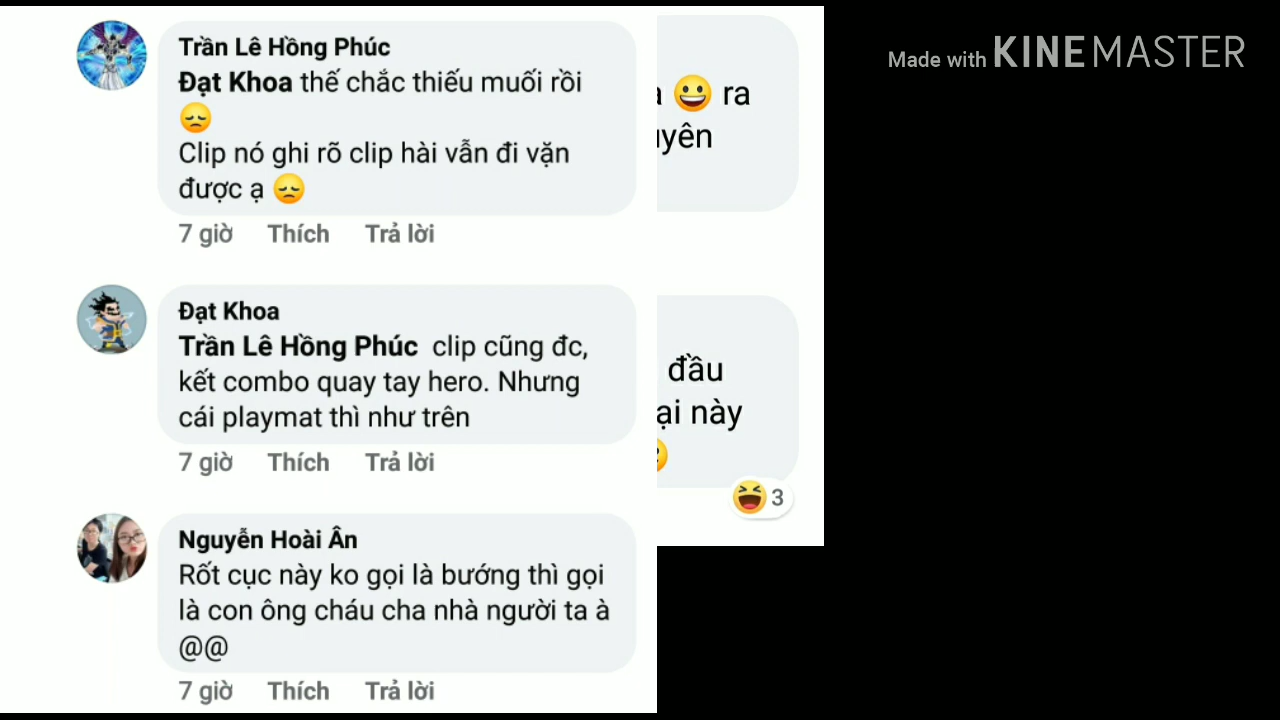 Made with KINEMASTER
Trần Lê Hồng Phúc
Đạt Khoa thế chắc thiếu muối rồi
😞
Clip nó ghi rõ clip hài vẫn đi vặn
được ạ 😞
7 giờ Thích Trả lời
Đạt Khoa
Trần Lê Hồng Phúc clip cũng đc,
kết combo quay tay hero. Nhưng
cái playmat thì như trên
7 giờ Thích Trả lời
Nguyễn Hoài Ân
Rốt cục này ko gọi là bướng thì gọi
là con ông cháu cha nhà người ta à
@@
7 giờ Thích Trả lời
😀 ra
đầu
này
3